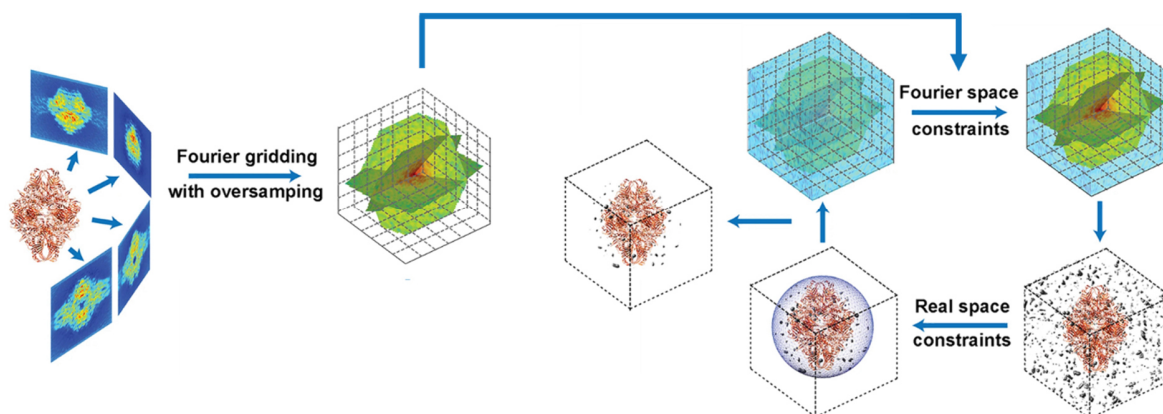 Fourier gridding
with oversamping
Fourier space
constraints
Real space
constraints